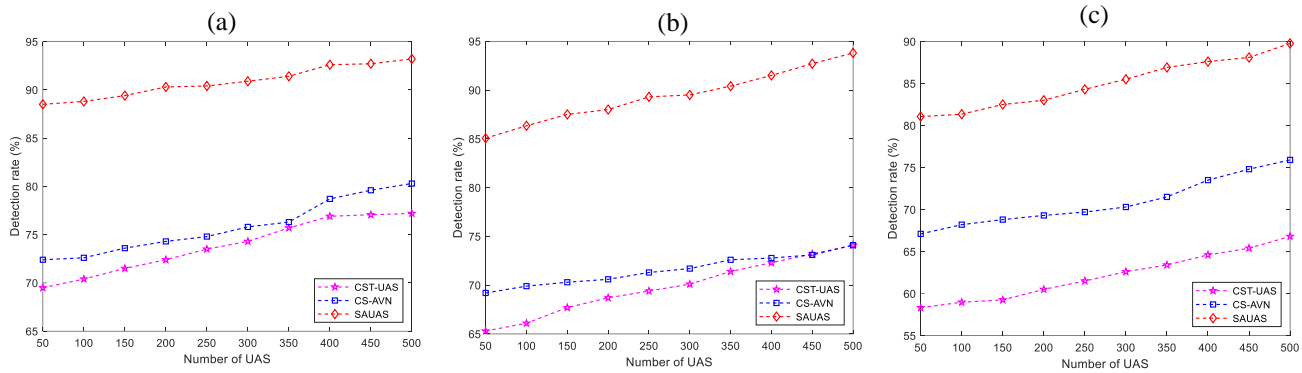 (a)
95
90
85
80
75
70
65
Detection rate (%)
50 100 150 200 250 300 350 400 450 500
Number of UAS
CST-UAS
CS-AVN
SAUAS
(b)
95
90
85
80
75
70
65
Detection rate (%)
50 100 150 200 250 300 350 400 450 500
Number of UAS
CST-UAS
CS-AVN
SAUAS
(c)
90
85
80
75
70
65
60
55
Detection rate (%)
50 100 150 200 250 300 350 400 450 500
Number of UAS
CST-UAS
CS-AVN
SAUAS